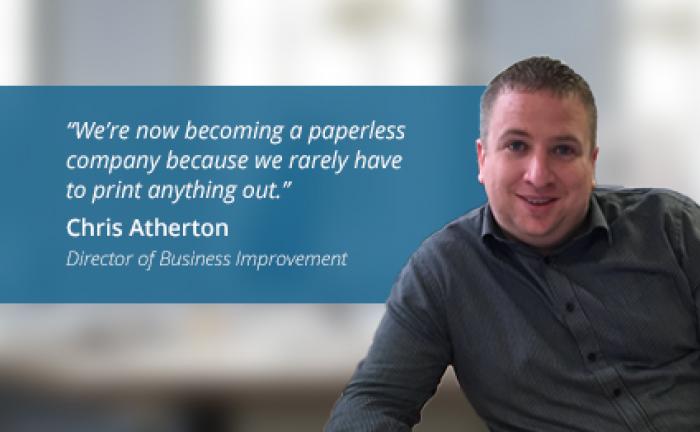 “We’re now becoming a paperless
company because we rarely have
to print anything out.”
Chris Atherton
Director of Business Improvement